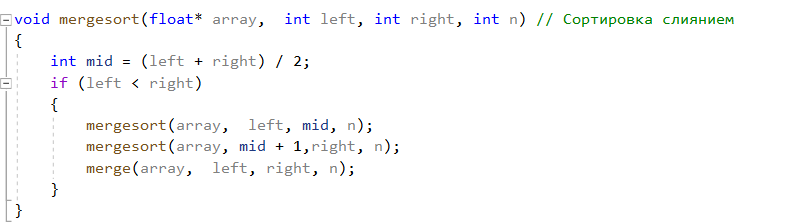 void mergesort(float* array,  int left, int right, int n) // Сортировка слиянием
{
    int mid = (left + right) / 2;
    if (left < right)
    {
        mergesort(array,  left, mid, n);
        mergesort(array, mid + 1,right, n);
        merge(array,  left, right, n);
    }
}